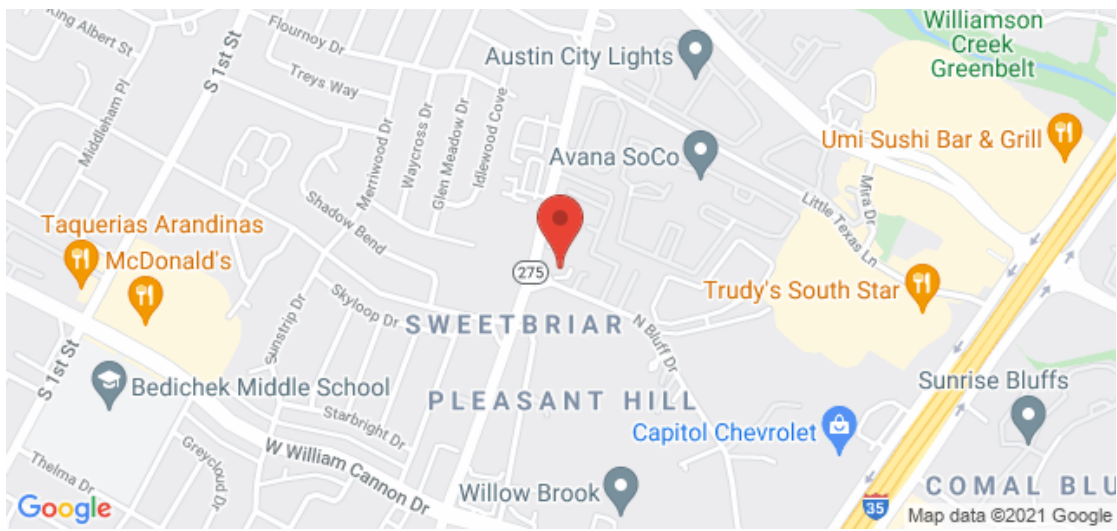 King Albert St
Flournoy Dr
S 1st St
Treys Way
Middleham Pl
Merriwood Dr
Waycross Dr
Glen Meadow Dr
Idlewood Cove
Austin City Lights
Williamson
Creek
Greenbelt
Avana SoCo
Umi Sushi Bar & Grill
Mira Dr
Little Texas Ln
Shadow Bend
Taquerias Arandinas
McDonald's
275
Trudy's South Star
Skyloop Dr
Sunstrip Dr
SWEETBRIAR
N Bluff Dr
S 1st St
Bedichek Middle School
PLEASANT HILL
Sunrise Bluffs
Capitol Chevrolet
Starbright Dr
Greycloud Dr
W William Cannon Dr
Thelma Dr
Willow Brook
COMAL BLU
35
Google
Map data ©2021 Google